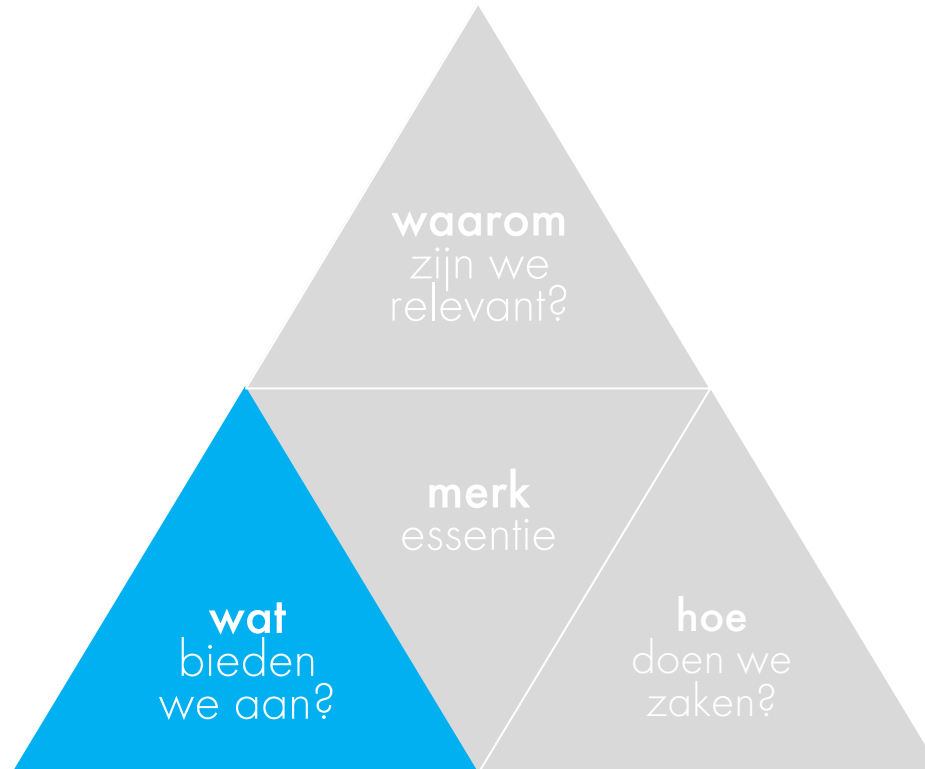 waarom
zijn we
relevant?
merk
essentie
wat
bieden
we aan?
hoe
doen we
zaken?